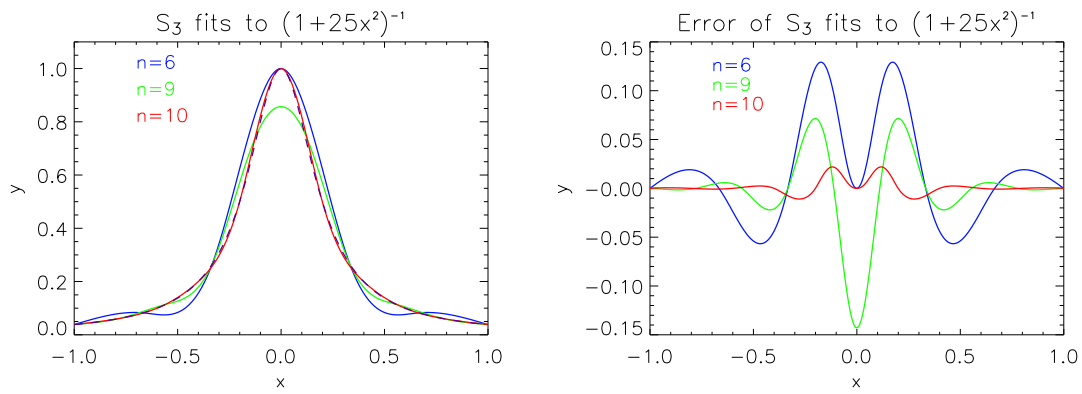 S₃ fits to (1+25x²)⁻¹
n=6
n=9
n=10
1.0
0.8
0.6
0.4
0.2
0.0
y
-1.0 -0.5 0.0 0.5 1.0
x
Error of S₃ fits to (1+25x²)⁻¹
n=6
n=9
n=10
0.15
0.10
0.05
-0.00
-0.05
-0.10
-0.15
y
-1.0 -0.5 0.0 0.5 1.0
x